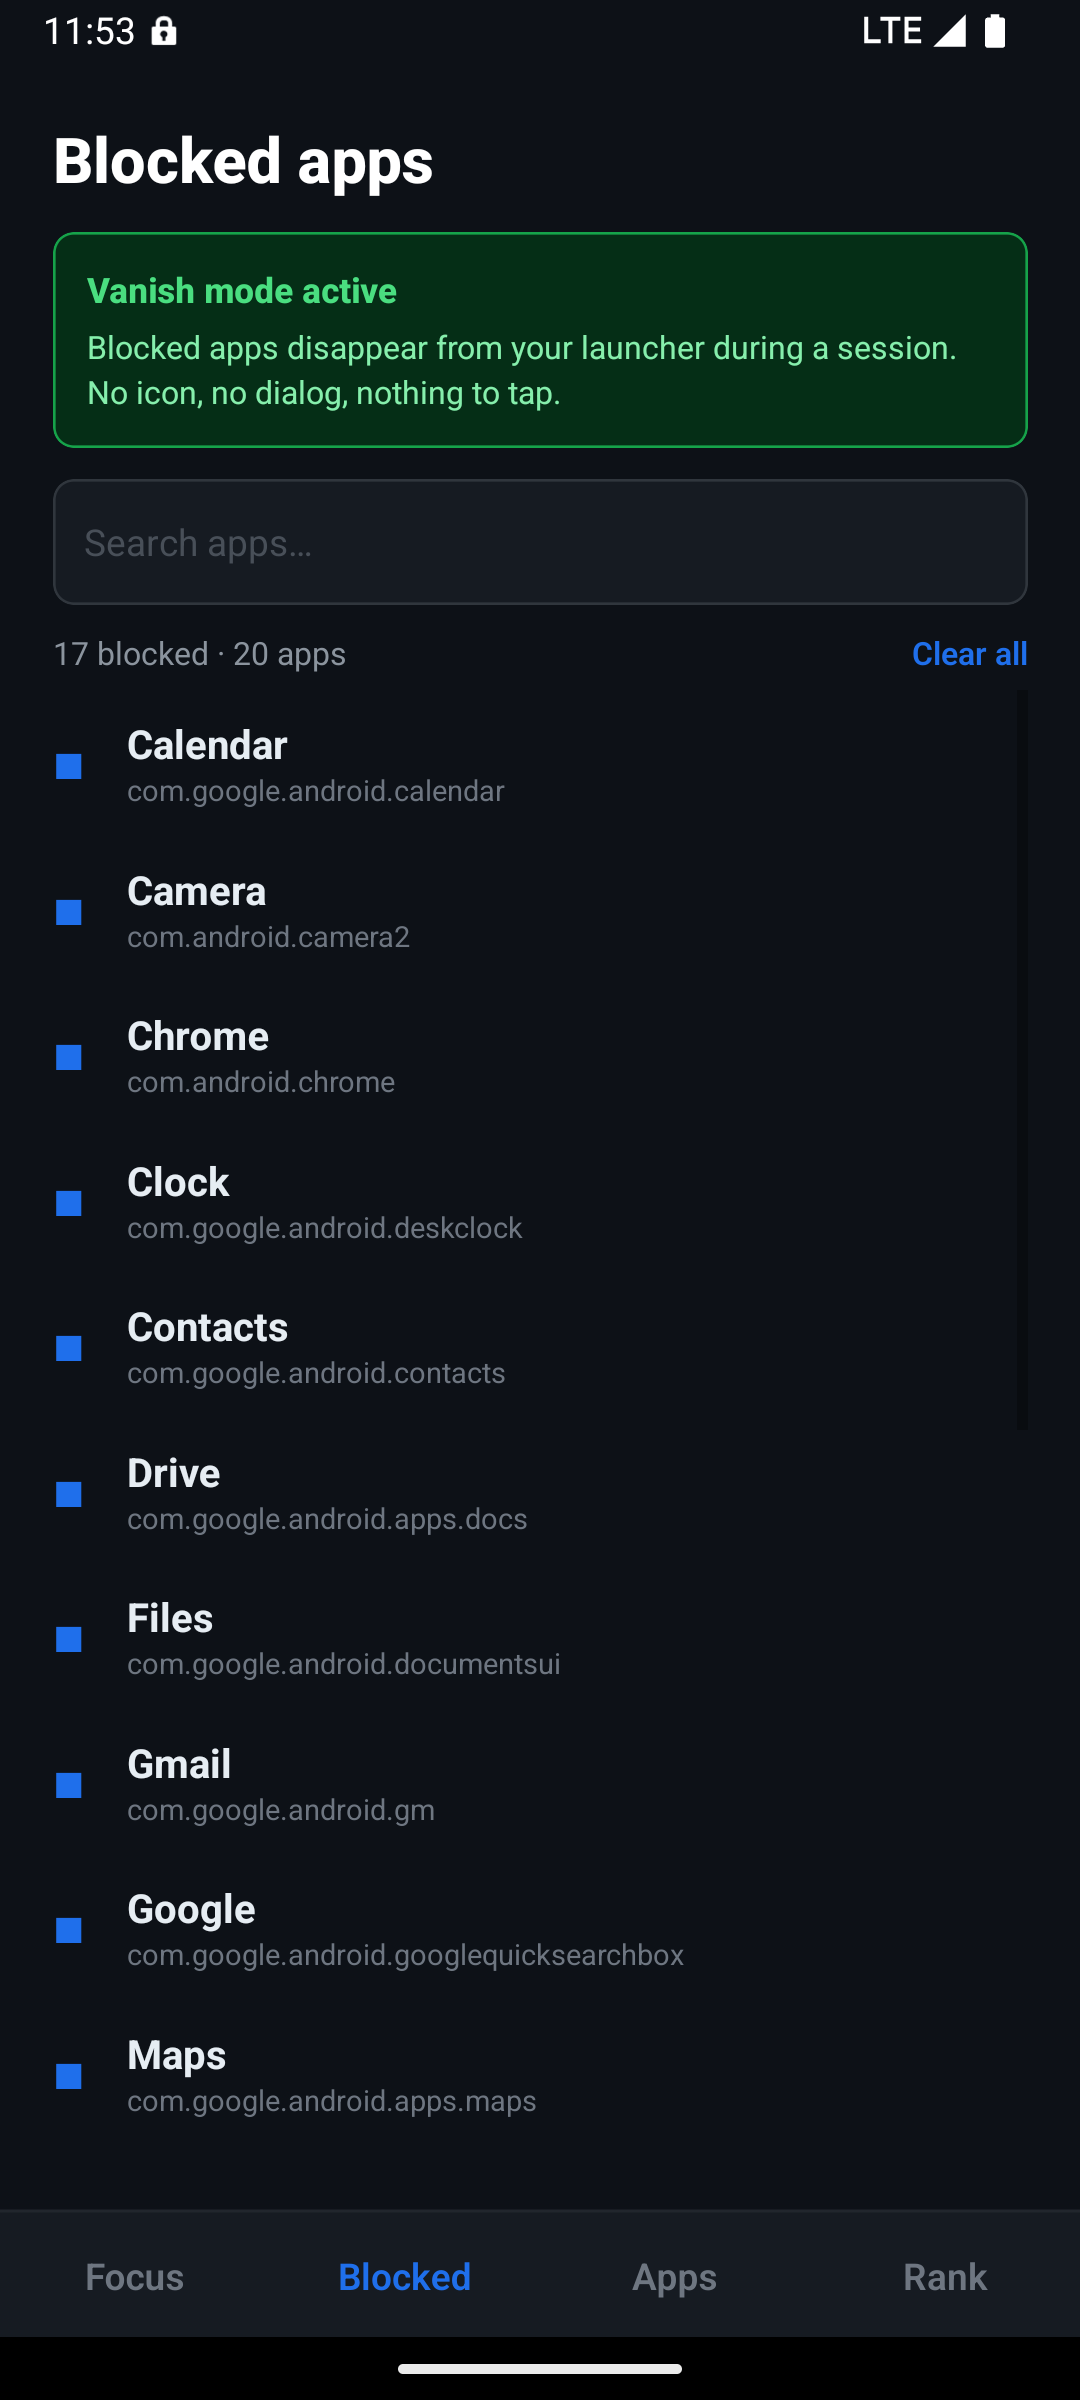 11:53
LTE
Blocked apps
Vanish mode active
Blocked apps disappear from your launcher during a session.
No icon, no dialog, nothing to tap.
Search apps…
17 blocked · 20 apps
Clear all
Calendar
com.google.android.calendar
Camera
com.android.camera2
Chrome
com.android.chrome
Clock
com.google.android.deskclock
Contacts
com.google.android.contacts
Drive
com.google.android.apps.docs
Files
com.google.android.documentsui
Gmail
com.google.android.gm
Google
com.google.android.googlequicksearchbox
Maps
com.google.android.apps.maps
Focus
Blocked
Apps
Rank